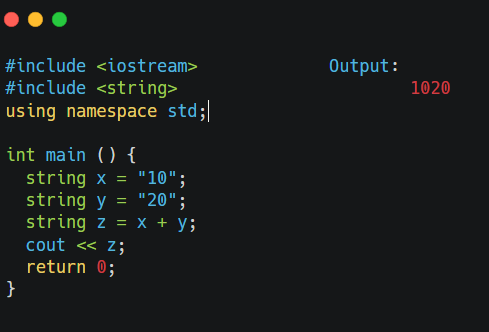 #include <iostream>
#include <string>
using namespace std;
int main () {
string x = "10";
string y = "20";
string z = x + y;
cout << z;
return 0;
}
Output:
1020